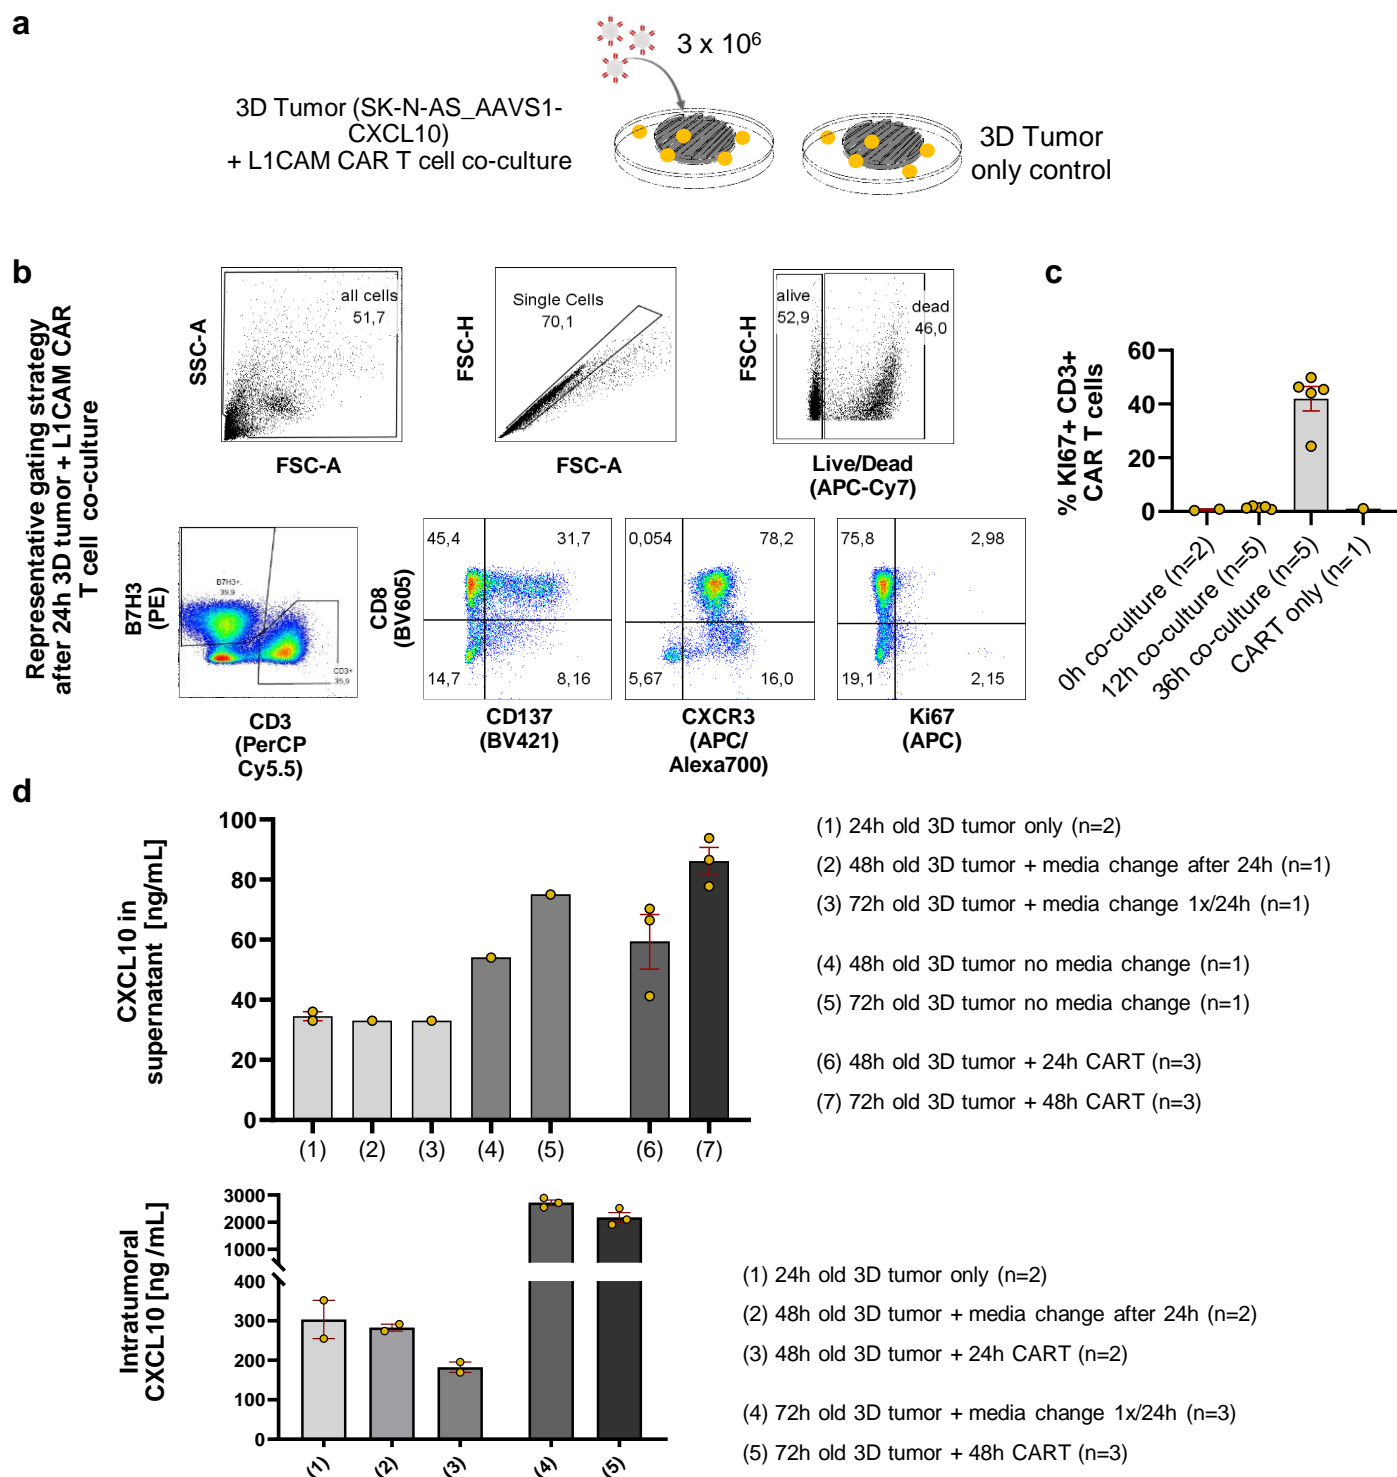 a
3 x 10⁶
3D Tumor (SK-N-AS_AAVS1-
CXCL10)
+ L1CAM CAR T cell co-culture
3D Tumor
only control
b
Representative gating strategy
after 24h 3D tumor + L1CAM CAR
T cell co-culture
SSC-A
all cells
51,7
FSC-A
FSC-H
Single Cells
70,1
FSC-A
FSC-H
alive
52,9
dead
46,0
Live/Dead
(APC-Cy7)
B7H3
(PE)
B7H3+
39,9
CD3+
35,9
CD3
(PerCP
Cy5.5)
CD8
(BV605)
45,4
31,7
14,7
8,16
CD137
(BV421)
0,054
78,2
5,67
16,0
CXCR3
(APC/
Alexa700)
75,8
2,98
19,1
2,15
Ki67
(APC)
c
% KI67+ CD3+
CAR T cells
60
40
20
0
0h co-culture (n=2)
12h co-culture (n=5)
36h co-culture (n=5)
CART only (n=1)
d
CXCL10 in
supernatant [ng/mL]
100
80
60
40
20
0
(1)
(2)
(3)
(4)
(5)
(6)
(7)
(1) 24h old 3D tumor only (n=2)
(2) 48h old 3D tumor + media change after 24h (n=1)
(3) 72h old 3D tumor + media change 1x/24h (n=1)
(4) 48h old 3D tumor no media change (n=1)
(5) 72h old 3D tumor no media change (n=1)
(6) 48h old 3D tumor + 24h CART (n=3)
(7) 72h old 3D tumor + 48h CART (n=3)
Intratumoral
CXCL10 [ng /mL]
3000
2000
1000
400
300
200
100
0
(1)
(2)
(3)
(4)
(5)
(1) 24h old 3D tumor only (n=2)
(2) 48h old 3D tumor + media change after 24h (n=2)
(3) 48h old 3D tumor + 24h CART (n=2)
(4) 72h old 3D tumor + media change 1x/24h (n=3)
(5) 72h old 3D tumor + 48h CART (n=3)